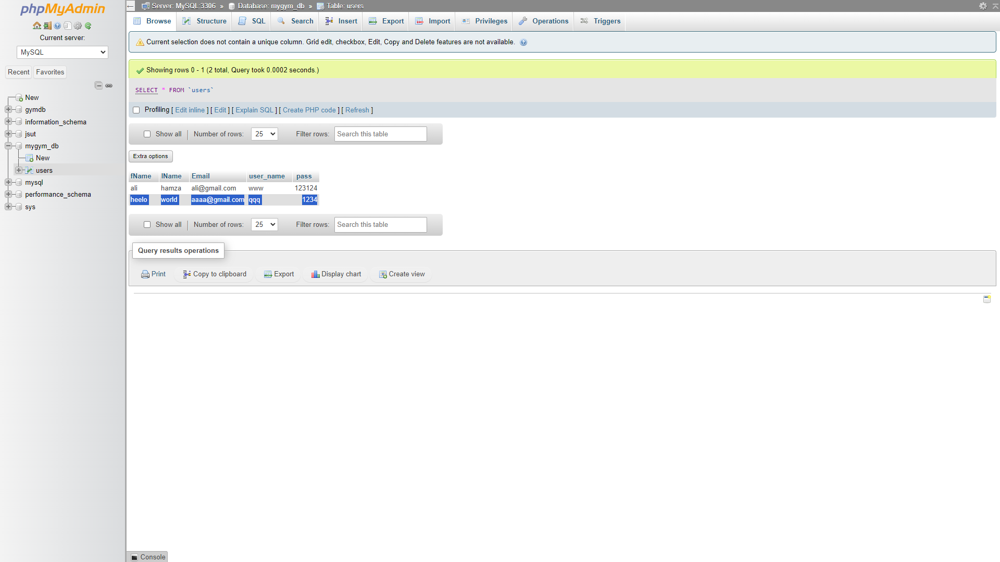 phpMyAdmin
Current server:
MySQL
Recent Favorites
New
gymdb
information_schema
jsut
mygym_db
New
users
mysql
performance_schema
sys
Server: MySQL:3306 » Database: mygym_db » Table: users
Browse Structure SQL Search Insert Export Import Privileges Operations Triggers
Current selection does not contain a unique column. Grid edit, checkbox, Edit, Copy and Delete features are not available.
Showing rows 0 - 1 (2 total, Query took 0.0002 seconds.)
SELECT * FROM `users`
Profiling [ Edit inline ] [ Edit ] [ Explain SQL ] [ Create PHP code ] [ Refresh ]
Show all Number of rows: 25 Filter rows: Search this table
Extra options
fName lName Email user_name pass
ali hamza ali@gmail.com www 123124
heelo world aaaa@gmail.com qqq 1234
Show all Number of rows: 25 Filter rows: Search this table
Query results operations
Print Copy to clipboard Export Display chart Create view
Console